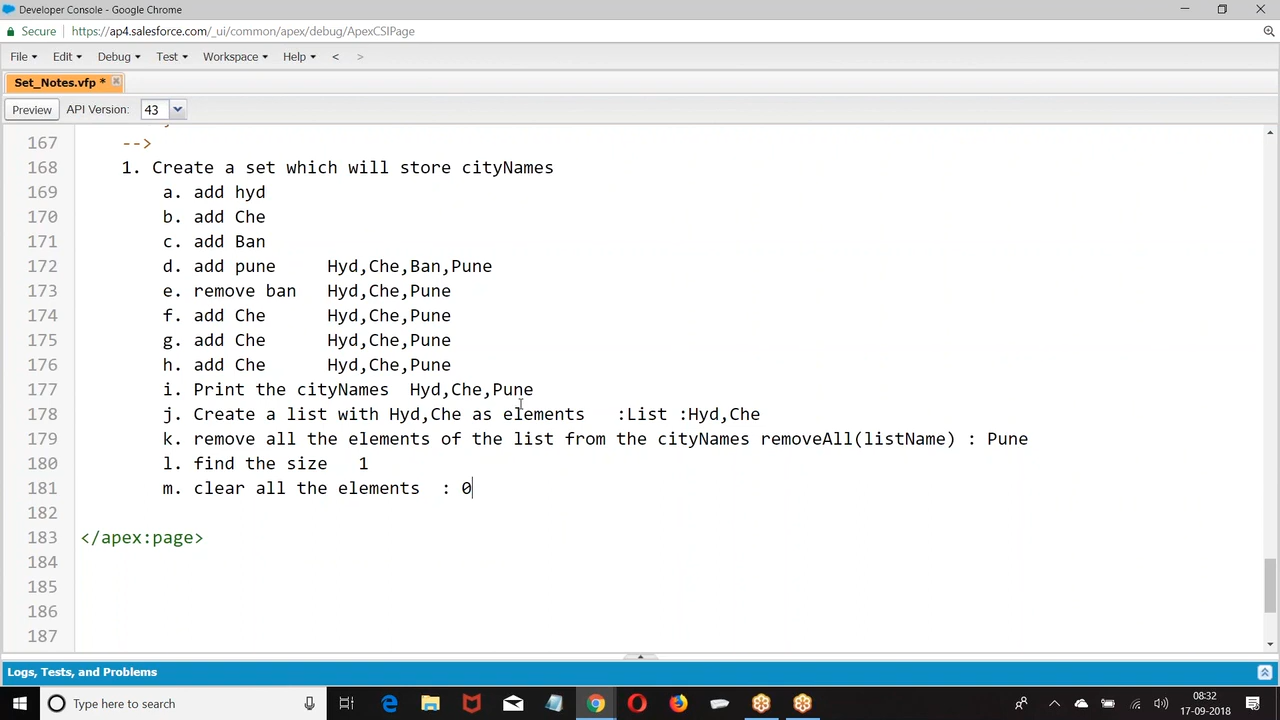 Developer Console - Google Chrome
Secure https://ap4.salesforce.com/_ui/common/apex/debug/ApexCSIPage
File Edit Debug Test Workspace Help < >
Set_Notes.vfp *
Preview API Version: 43
167 -->
168 1. Create a set which will store cityNames
169 a. add hyd
170 b. add Che
171 c. add Ban
172 d. add pune Hyd,Che,Ban,Pune
173 e. remove ban Hyd,Che,Pune
174 f. add Che Hyd,Che,Pune
175 g. add Che Hyd,Che,Pune
176 h. add Che Hyd,Che,Pune
177 i. Print the cityNames Hyd,Che,Pune
178 j. Create a list with Hyd,Che as elements :List :Hyd,Che
179 k. remove all the elements of the list from the cityNames removeAll(listName) : Pune
180 l. find the size 1
181 m. clear all the elements : 0
182
183 </apex:page>
184
185
186
187
Logs, Tests, and Problems
Type here to search
08:32
17-09-2018